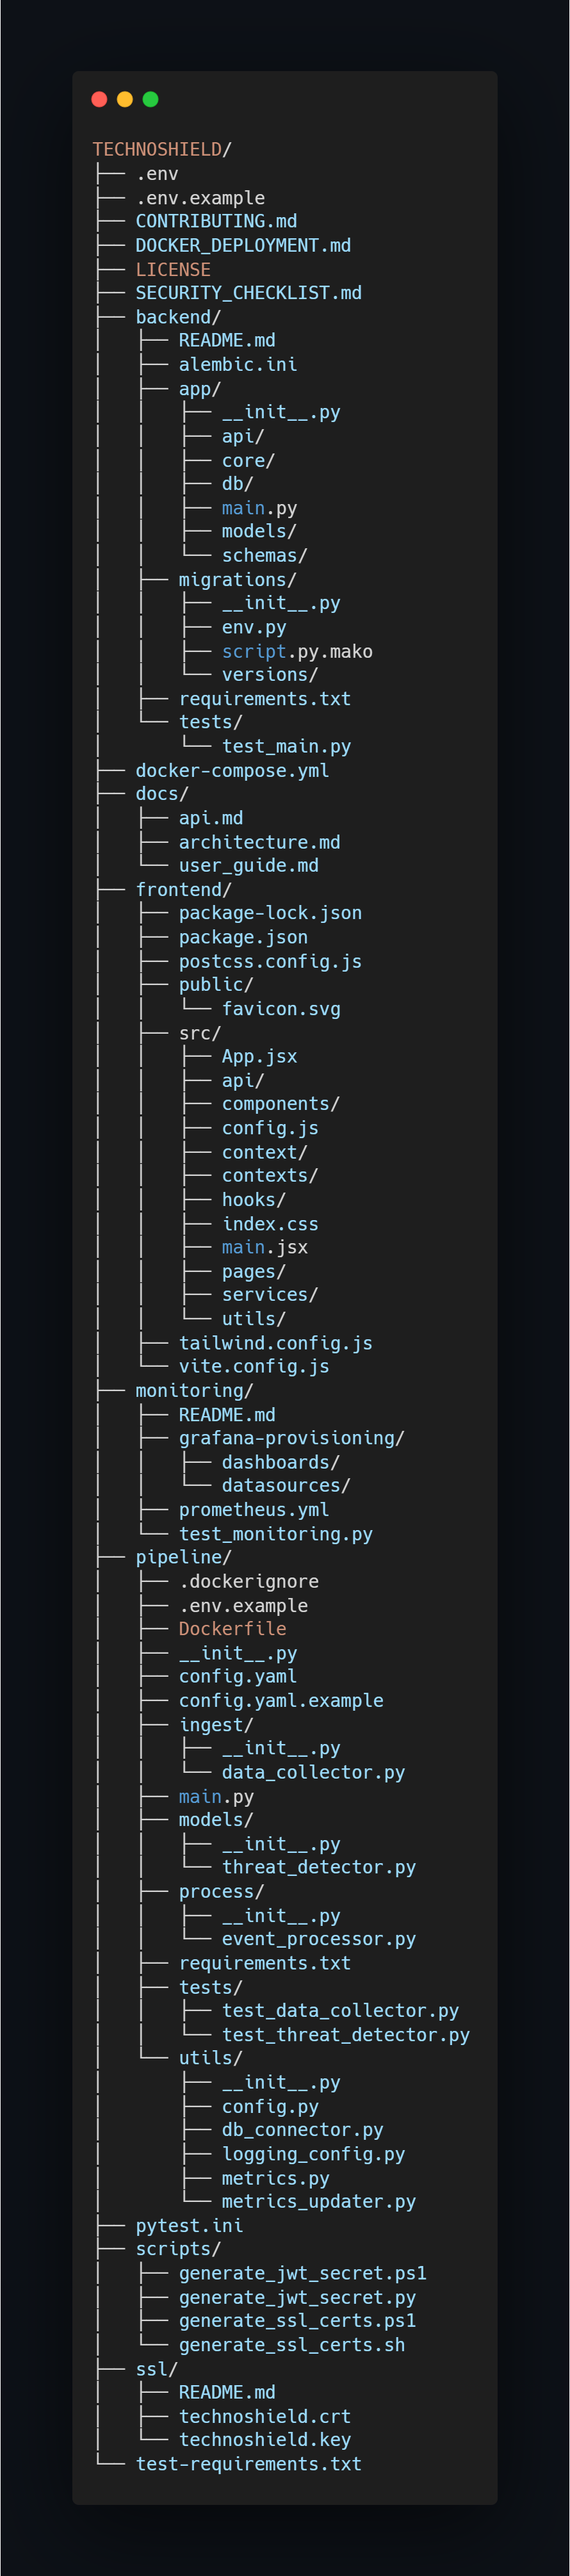 TECHNOSHIELD/
├── .env
├── .env.example
├── CONTRIBUTING.md
├── DOCKER_DEPLOYMENT.md
├── LICENSE
├── SECURITY_CHECKLIST.md
├── backend/
│   ├── README.md
│   ├── alembic.ini
│   ├── app/
│   │   ├── __init__.py
│   │   ├── api/
│   │   ├── core/
│   │   ├── db/
│   │   ├── main.py
│   │   ├── models/
│   │   └── schemas/
│   ├── migrations/
│   │   ├── __init__.py
│   │   ├── env.py
│   │   ├── script.py.mako
│   │   └── versions/
│   ├── requirements.txt
│   └── tests/
│       └── test_main.py
├── docker-compose.yml
├── docs/
│   ├── api.md
│   ├── architecture.md
│   └── user_guide.md
├── frontend/
│   ├── package-lock.json
│   ├── package.json
│   ├── postcss.config.js
│   ├── public/
│   │   └── favicon.svg
│   ├── src/
│   │   ├── App.jsx
│   │   ├── api/
│   │   ├── components/
│   │   ├── config.js
│   │   ├── context/
│   │   ├── contexts/
│   │   ├── hooks/
│   │   ├── index.css
│   │   ├── main.jsx
│   │   ├── pages/
│   │   ├── services/
│   │   └── utils/
│   ├── tailwind.config.js
│   └── vite.config.js
├── monitoring/
│   ├── README.md
│   ├── grafana-provisioning/
│   │   ├── dashboards/
│   │   └── datasources/
│   ├── prometheus.yml
│   └── test_monitoring.py
├── pipeline/
│   ├── .dockerignore
│   ├── .env.example
│   ├── Dockerfile
│   ├── __init__.py
│   ├── config.yaml
│   ├── config.yaml.example
│   ├── ingest/
│   │   ├── __init__.py
│   │   └── data_collector.py
│   ├── main.py
│   ├── models/
│   │   ├── __init__.py
│   │   └── threat_detector.py
│   ├── process/
│   │   ├── __init__.py
│   │   └── event_processor.py
│   ├── requirements.txt
│   ├── tests/
│   │   ├── test_data_collector.py
│   │   └── test_threat_detector.py
│   └── utils/
│       ├── __init__.py
│       ├── config.py
│       ├── db_connector.py
│       ├── logging_config.py
│       ├── metrics.py
│       └── metrics_updater.py
├── pytest.ini
├── scripts/
│   ├── generate_jwt_secret.ps1
│   ├── generate_jwt_secret.py
│   ├── generate_ssl_certs.ps1
│   └── generate_ssl_certs.sh
├── ssl/
│   ├── README.md
│   ├── technoshield.crt
│   └── technoshield.key
└── test-requirements.txt